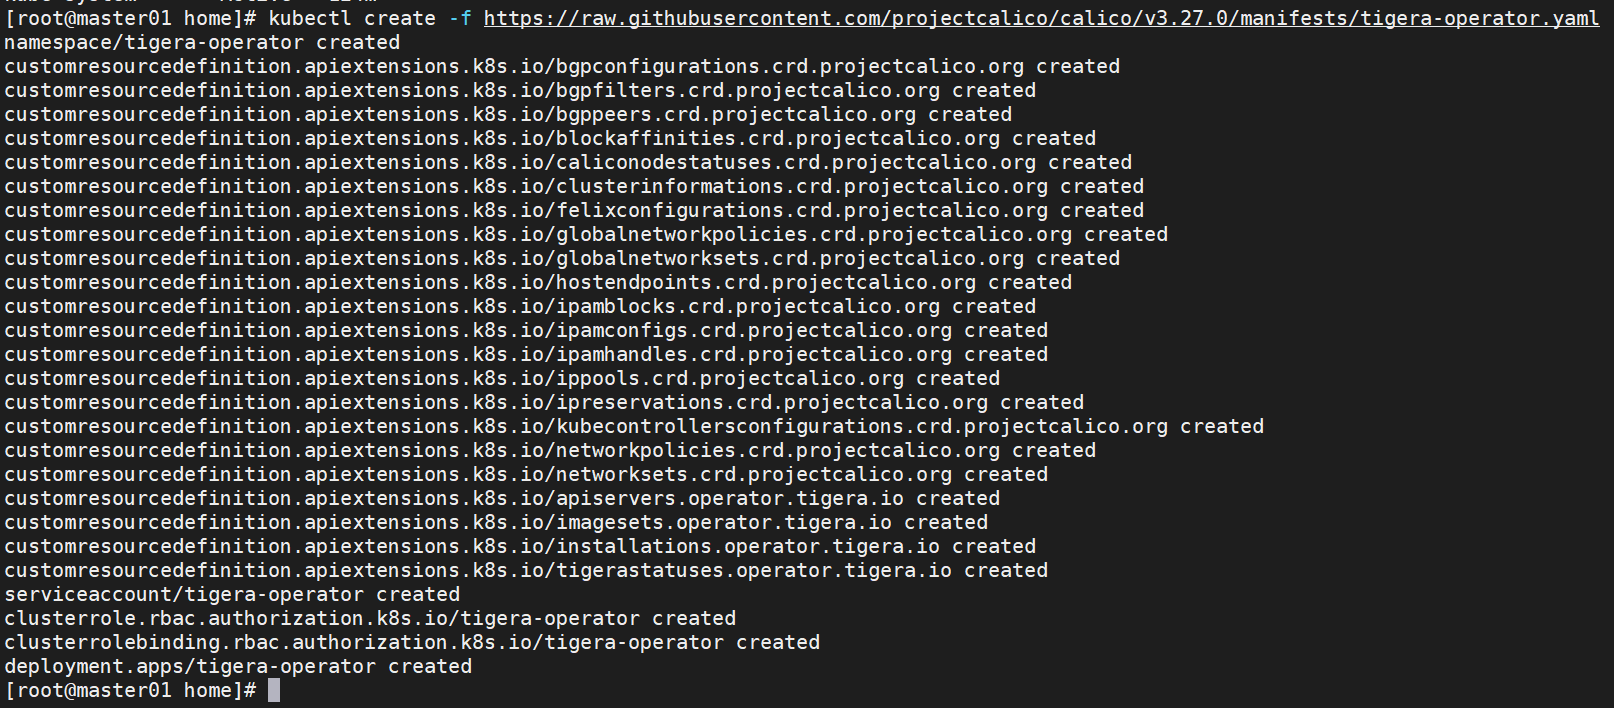 [root@master01 home]# kubectl create -f https://raw.githubusercontent.com/projectcalico/calico/v3.27.0/manifests/tigera-operator.yaml
namespace/tigera-operator created
customresourcedefinition.apiextensions.k8s.io/bgpconfigurations.crd.projectcalico.org created
customresourcedefinition.apiextensions.k8s.io/bgpfilters.crd.projectcalico.org created
customresourcedefinition.apiextensions.k8s.io/bgppeers.crd.projectcalico.org created
customresourcedefinition.apiextensions.k8s.io/blockaffinities.crd.projectcalico.org created
customresourcedefinition.apiextensions.k8s.io/caliconodestatuses.crd.projectcalico.org created
customresourcedefinition.apiextensions.k8s.io/clusterinformations.crd.projectcalico.org created
customresourcedefinition.apiextensions.k8s.io/felixconfigurations.crd.projectcalico.org created
customresourcedefinition.apiextensions.k8s.io/globalnetworkpolicies.crd.projectcalico.org created
customresourcedefinition.apiextensions.k8s.io/globalnetworksets.crd.projectcalico.org created
customresourcedefinition.apiextensions.k8s.io/hostendpoints.crd.projectcalico.org created
customresourcedefinition.apiextensions.k8s.io/ipamblocks.crd.projectcalico.org created
customresourcedefinition.apiextensions.k8s.io/ipamconfigs.crd.projectcalico.org created
customresourcedefinition.apiextensions.k8s.io/ipamhandles.crd.projectcalico.org created
customresourcedefinition.apiextensions.k8s.io/ippools.crd.projectcalico.org created
customresourcedefinition.apiextensions.k8s.io/ipreservations.crd.projectcalico.org created
customresourcedefinition.apiextensions.k8s.io/kubecontrollersconfigurations.crd.projectcalico.org created
customresourcedefinition.apiextensions.k8s.io/networkpolicies.crd.projectcalico.org created
customresourcedefinition.apiextensions.k8s.io/networksets.crd.projectcalico.org created
customresourcedefinition.apiextensions.k8s.io/apiservers.operator.tigera.io created
customresourcedefinition.apiextensions.k8s.io/imagesets.operator.tigera.io created
customresourcedefinition.apiextensions.k8s.io/installations.operator.tigera.io created
customresourcedefinition.apiextensions.k8s.io/tigerastatuses.operator.tigera.io created
serviceaccount/tigera-operator created
clusterrole.rbac.authorization.k8s.io/tigera-operator created
clusterrolebinding.rbac.authorization.k8s.io/tigera-operator created
deployment.apps/tigera-operator created
[root@master01 home]#